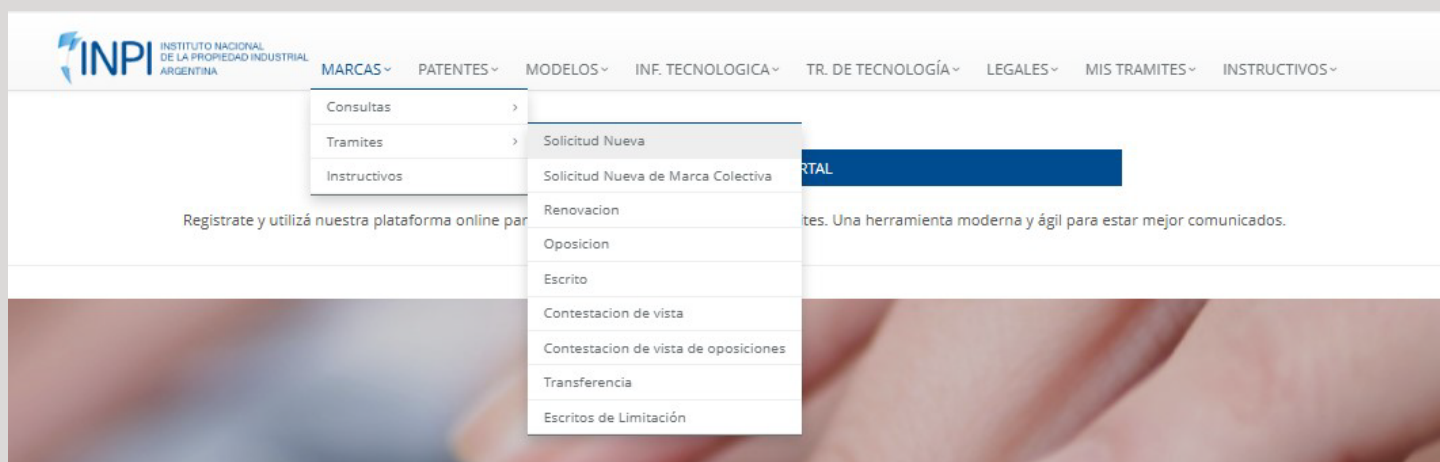 INPI
INSTITUTO NACIONAL
DE LA PROPIEDAD INDUSTRIAL
ARGENTINA
MARCAS PATENTES MODELOS INF. TECNOLOGICA TR. DE TECNOLOGÍA LEGALES MIS TRAMITES INSTRUCTIVOS
Consultas
Tramites
Instructivos
Solicitud Nueva
Solicitud Nueva de Marca Colectiva
Renovacion
Oposicion
Escrito
Contestacion de vista
Contestacion de vista de oposiciones
Transferencia
Escritos de Limitación
RTAL
Registrate y utilizá nuestra plataforma online par
tes. Una herramienta moderna y ágil para estar mejor comunicados.